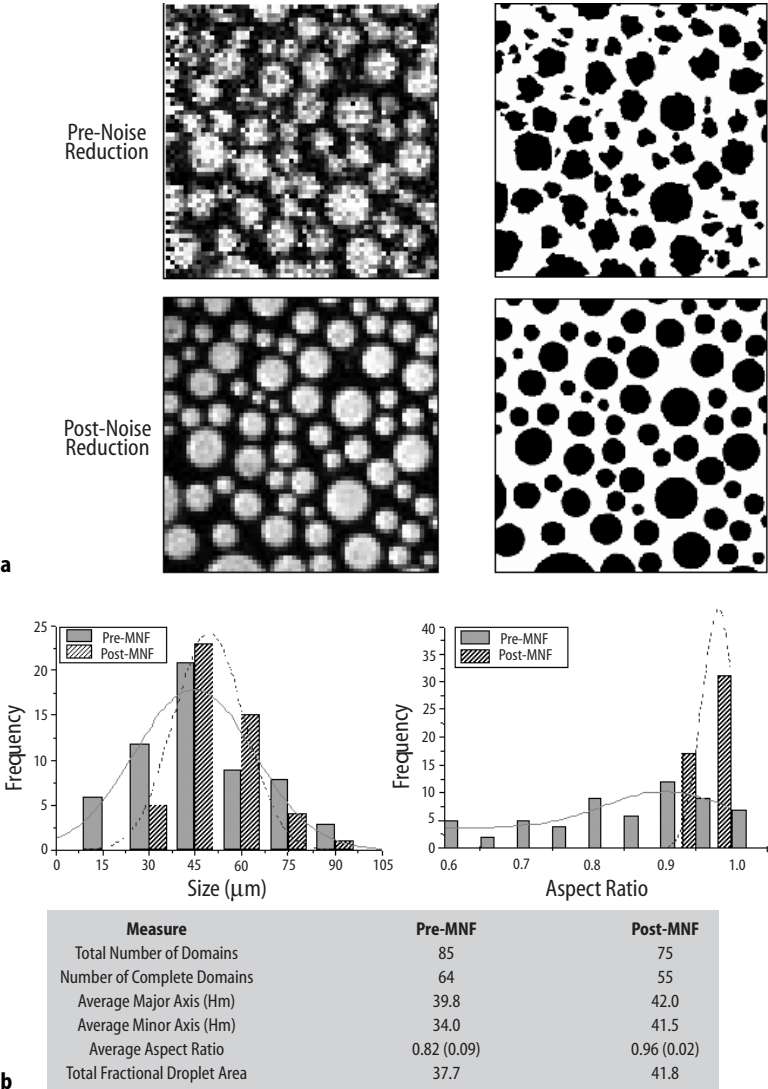 Pre-Noise
Reduction
Post-Noise
Reduction
a
25
20
15
10
5
0
Frequency
Pre-MNF
Post-MNF
0 15 30 45 60 75 90 105
Size (μm)
40
35
30
25
20
15
10
5
0
Frequency
Pre-MNF
Post-MNF
0.6 0.7 0.8 0.9 1.0
Aspect Ratio
Measure Pre-MNF Post-MNF
Total Number of Domains 85 75
Number of Complete Domains 64 55
Average Major Axis (Hm) 39.8 42.0
Average Minor Axis (Hm) 34.0 41.5
Average Aspect Ratio 0.82 (0.09) 0.96 (0.02)
Total Fractional Droplet Area 37.7 41.8
b